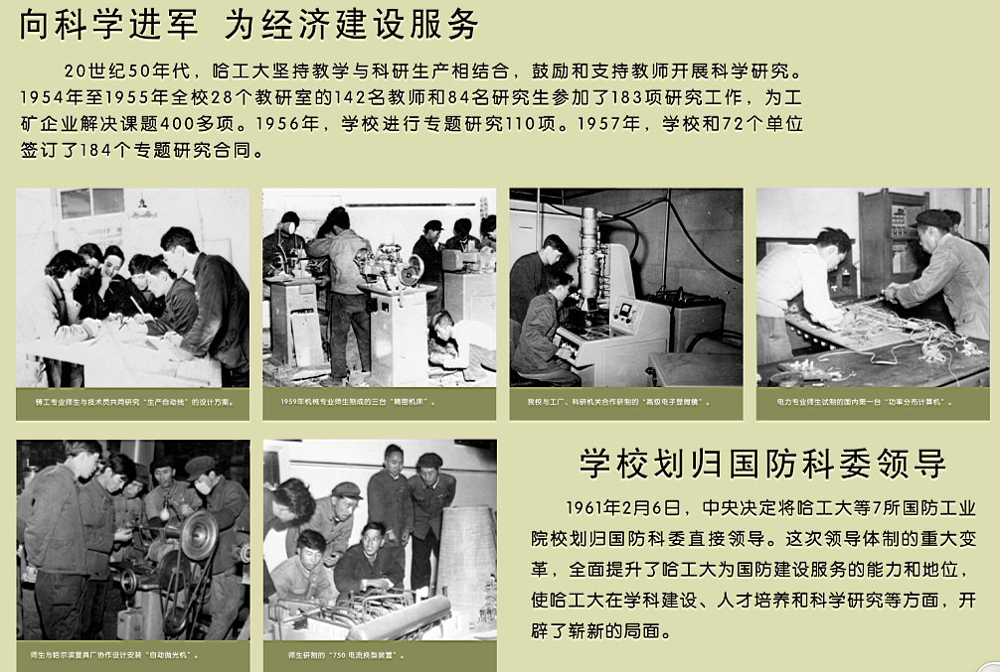 向科学进军 为经济建设服务
20世纪50年代，哈工大坚持教学与科研生产相结合，鼓励和支持教师开展科学研究。
1954年至1955年全校28个教研室的142名教师和84名研究生参加了183项研究工作，为工
矿企业解决课题400多项。1956年，学校进行专题研究110项。1957年，学校和72个单位
签订了184个专题研究合同。
铸工专业师生与技术员共同研究“生产自动线”的设计方案。
1959年机械专业师生制成的三台“精密机床”。
我校与工厂、科研机关合作研制的“高级电子显微镜”。
电力专业师生试制的国内第一台“功率分布计算机”。
师生与哈尔滨量具厂协作设计安装“自动抛光机”。
师生研制的“750 电流换型装置”。
学校划归国防科委领导
1961年2月6日，中央决定将哈工大等7所国防工业
院校划归国防科委直接领导。这次领导体制的重大变
革，全面提升了哈工大为国防建设服务的能力和地位，
使哈工大在学科建设、人才培养和科学研究等方面，开
辟了崭新的局面。